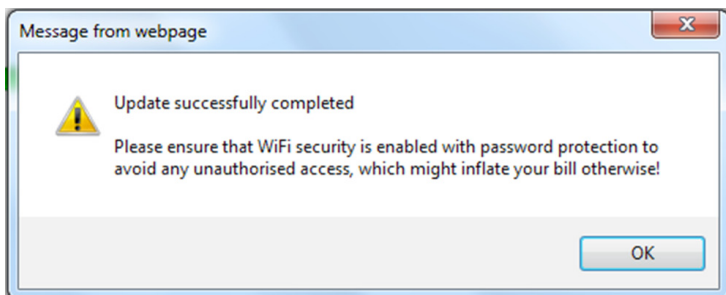 Message from webpage
Update successfully completed
Please ensure that WiFi security is enabled with password protection to
avoid any unauthorised access, which might inflate your bill otherwise!
OK